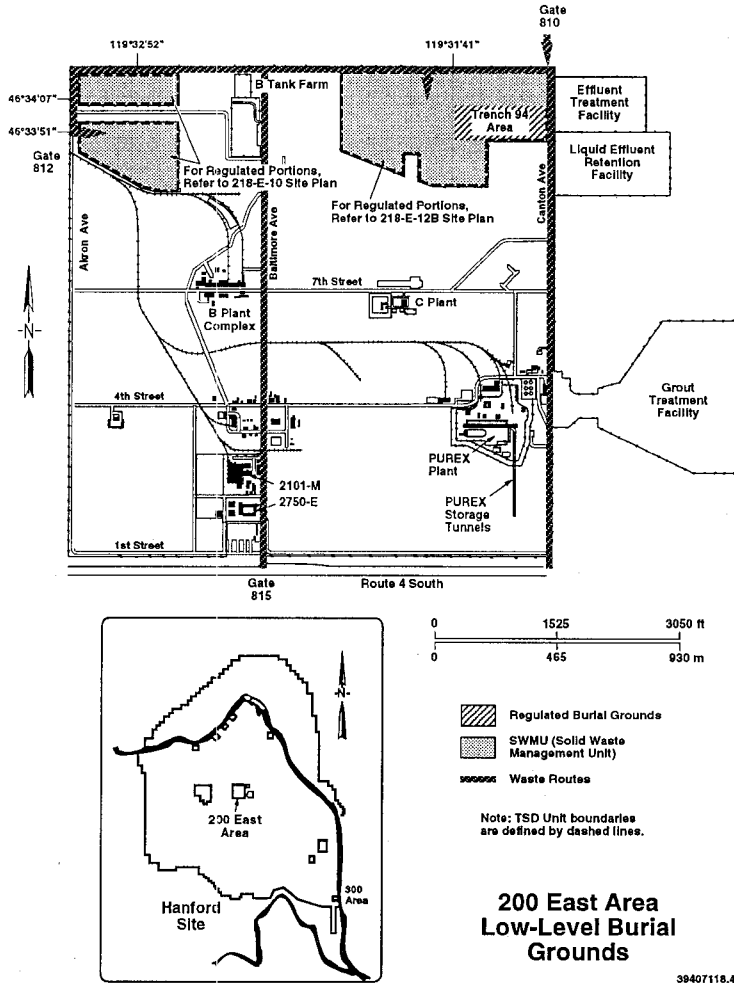 Gate
810
119°32'52"
119°31'41"
B Tank Farm
46°34'07"
46°33'51"
Gate
812
Trench 94
Area
Effluent
Treatment
Facility
Liquid Effluent
Retention
Facility
For Regulated Portions,
Refer to 218-E-10 Site Plan
For Regulated Portions,
Refer to 218-E-12B Site Plan
Akron Ave
Baltimore Ave
Canton Ave
7th Street
B Plant
Complex
C Plant
-N-
4th Street
Grout
Treatment
Facility
PUREX
Plant
2101-M
2750-E
PUREX
Storage
Tunnels
1st Street
Gate
815
Route 4 South
0 1525 3050 ft
0 465 930 m
-N-
Regulated Burial Grounds
SWMU (Solid Waste
Management Unit)
Waste Routes
Note: TSD Unit boundaries
are defined by dashed lines.
200 East
Area
300
Area
Hanford
Site
200 East Area
Low-Level Burial
Grounds
39407118.4